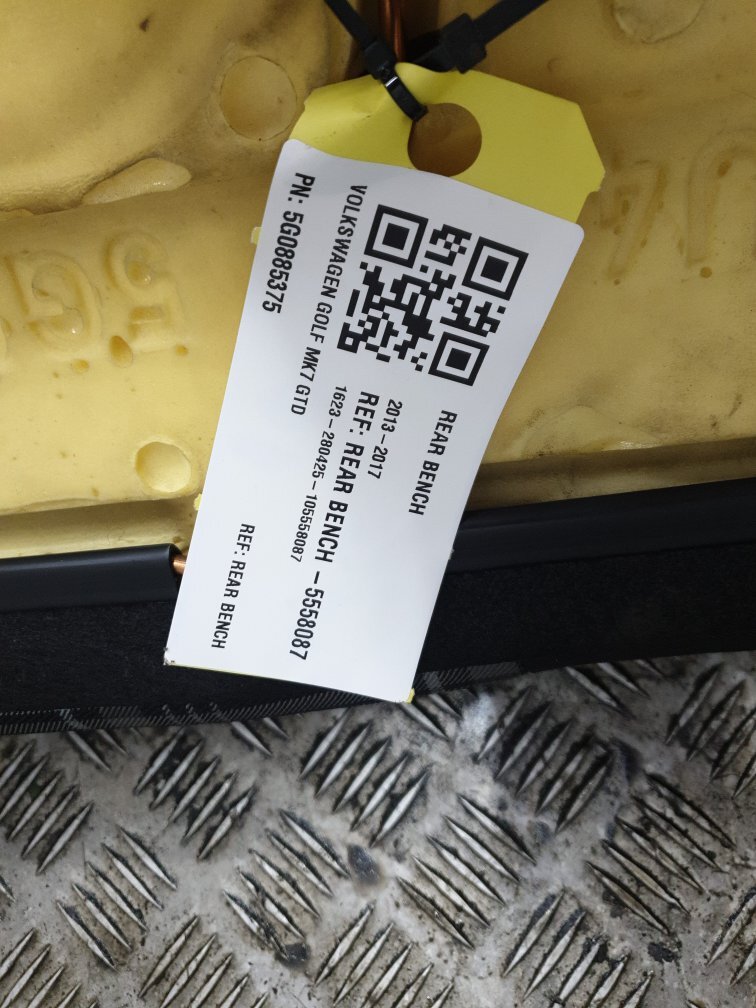 REAR BENCH
2013 – 2017
REF: REAR BENCH – 5558087
1623 – 280425 – 105558087
VOLKSWAGEN GOLF MK7 GTD
PN: 5G0885375
REF: REAR BENCH
5G